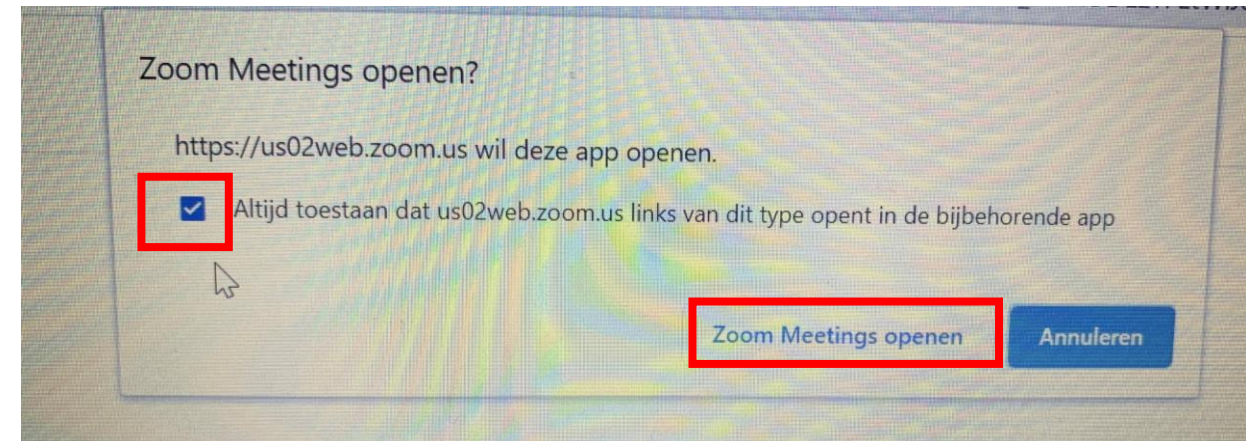 Zoom Meetings openen?
https://us02web.zoom.us wil deze app openen.
Altijd toestaan dat us02web.zoom.us links van dit type opent in de bijbehorende app
Zoom Meetings openen
Annuleren